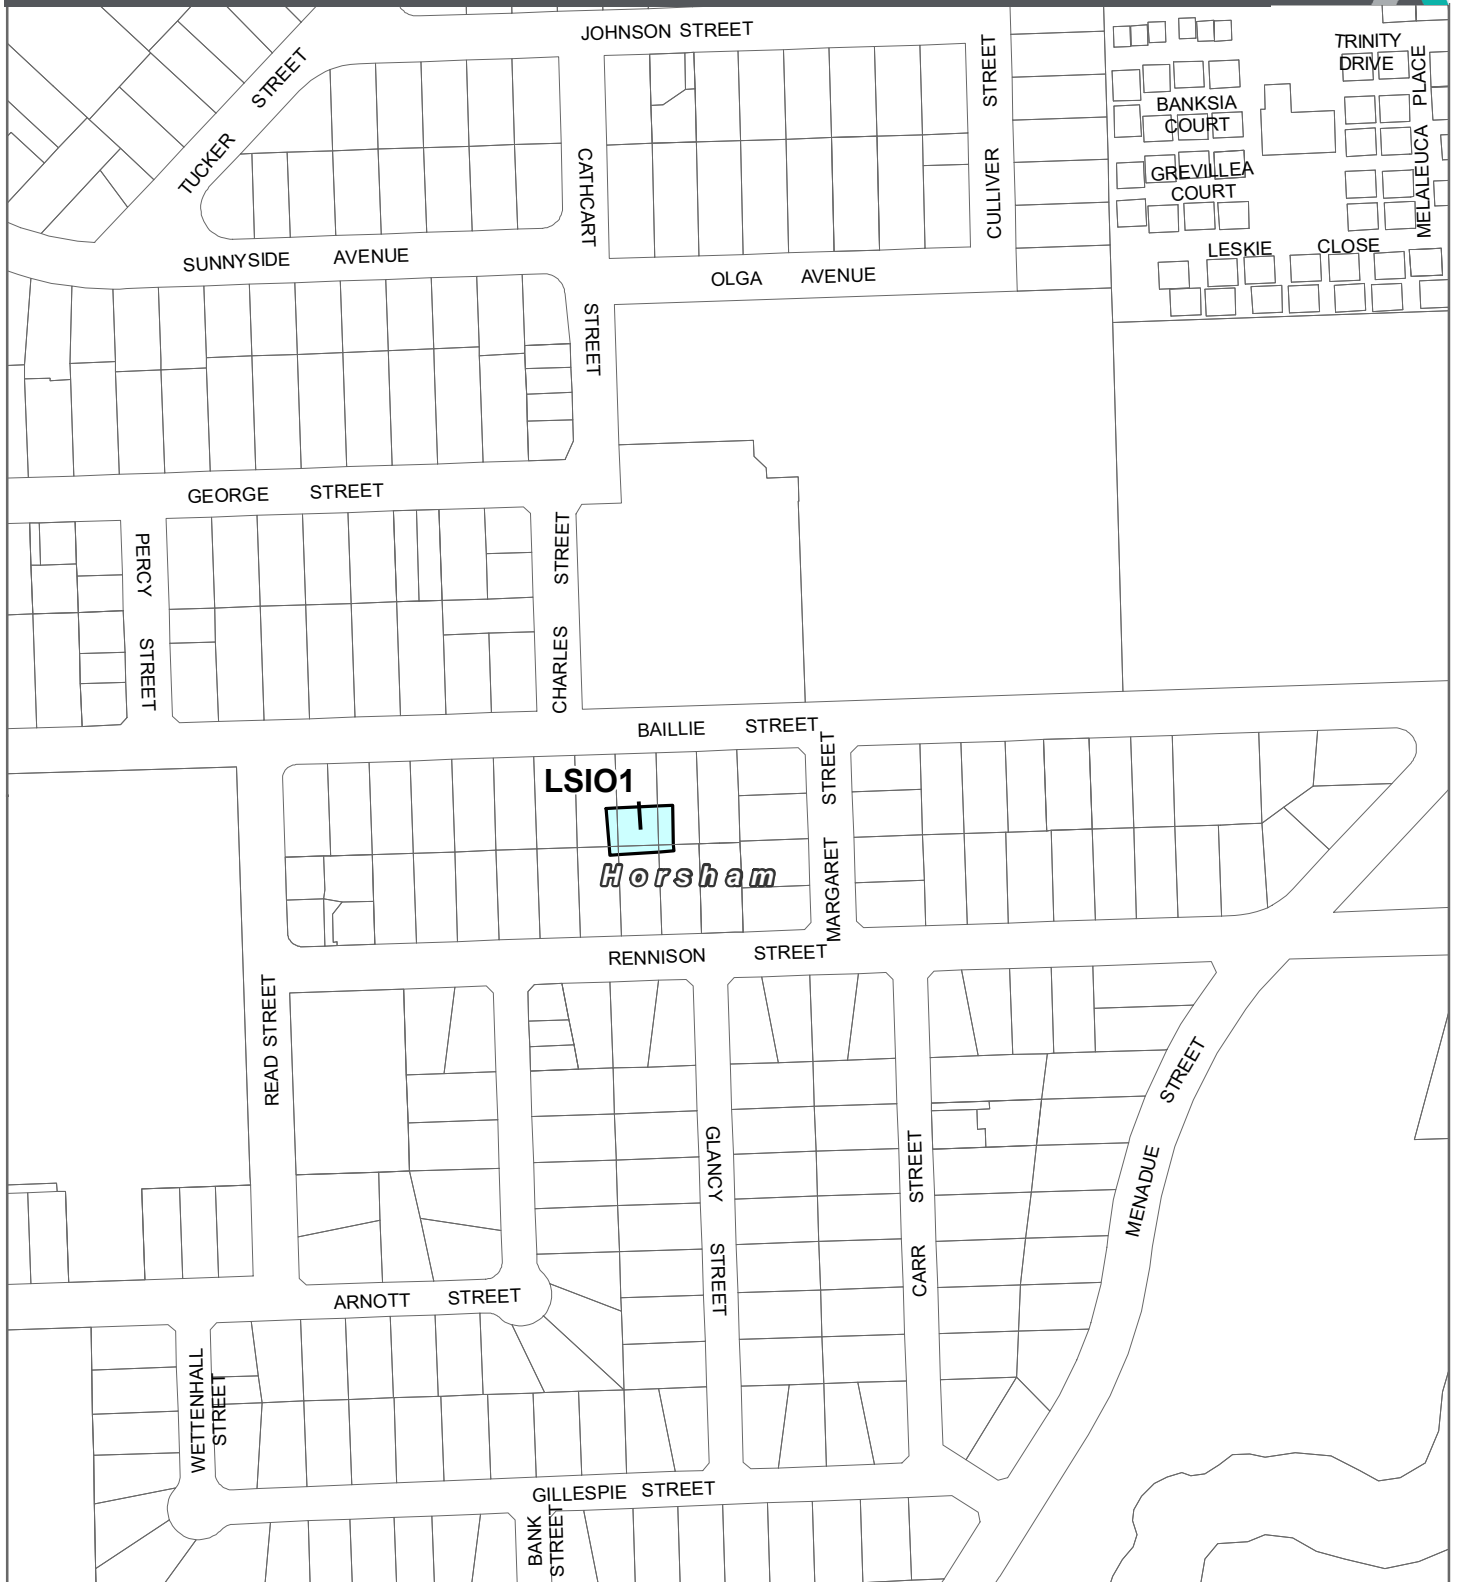 JOHNSON STREET
TRINITY
DRIVE
TUCKER STREET
CULLIVER STREET
MELALEUCA PLACE
BANKSIA
COURT
CATHCART STREET
GREVILLEA
COURT
SUNNYSIDE AVENUE
LESKIE CLOSE
OLGA AVENUE
GEORGE STREET
PERCY STREET
CHARLES STREET
BAILLIE STREET
MARGARET STREET
LSIO1
Horsham
RENNISON STREET
READ STREET
MENADUE STREET
GLANCY STREET
CARR STREET
ARNOTT STREET
WETTENHALL
STREET
GILLESPIE STREET
BANK
STREET